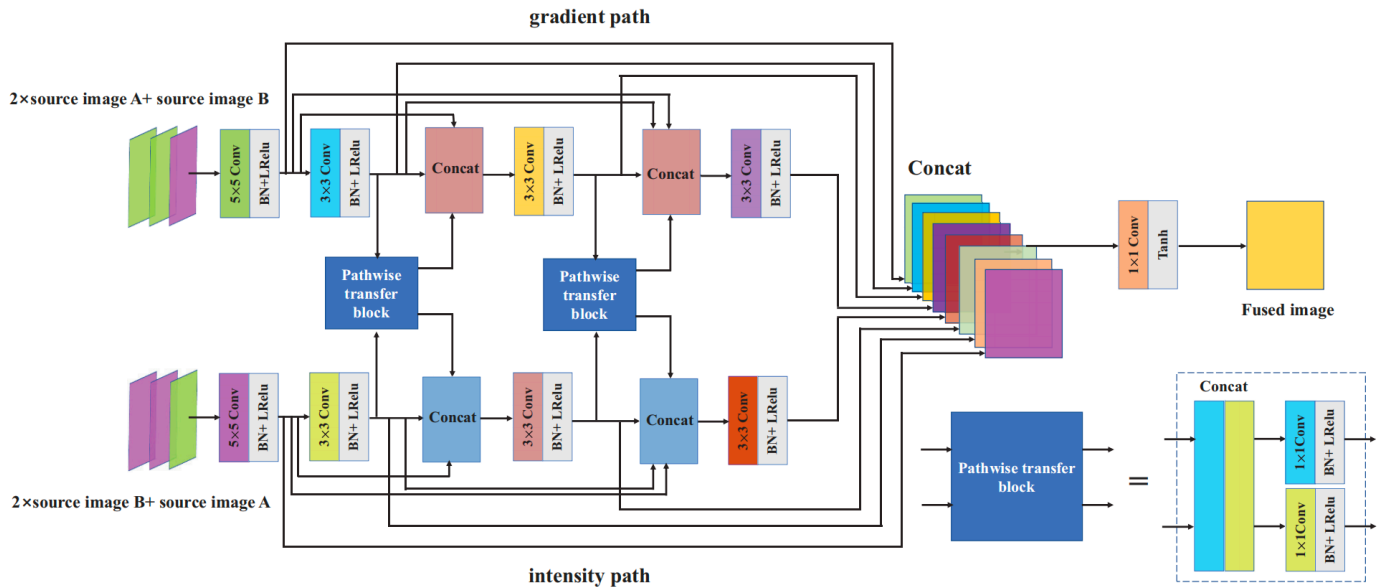 gradient path
2×source image A+ source image B
5×5 Conv
BN+ LRelu
3×3 Conv
BN+ LRelu
Concat
3×3 Conv
BN+ LRelu
Concat
3×3 Conv
BN+ LRelu
Concat
1×1 Conv
Tanh
Fused image
Pathwise
transfer
block
Pathwise
transfer
block
5×5 Conv
BN+ LRelu
3×3 Conv
BN+ LRelu
Concat
3×3 Conv
BN+ LRelu
Concat
3×3 Conv
BN+ LRelu
2×source image B+ source image A
intensity path
Pathwise transfer
block
=
Concat
1×1Conv
BN+ LRelu
1×1Conv
BN+ LRelu